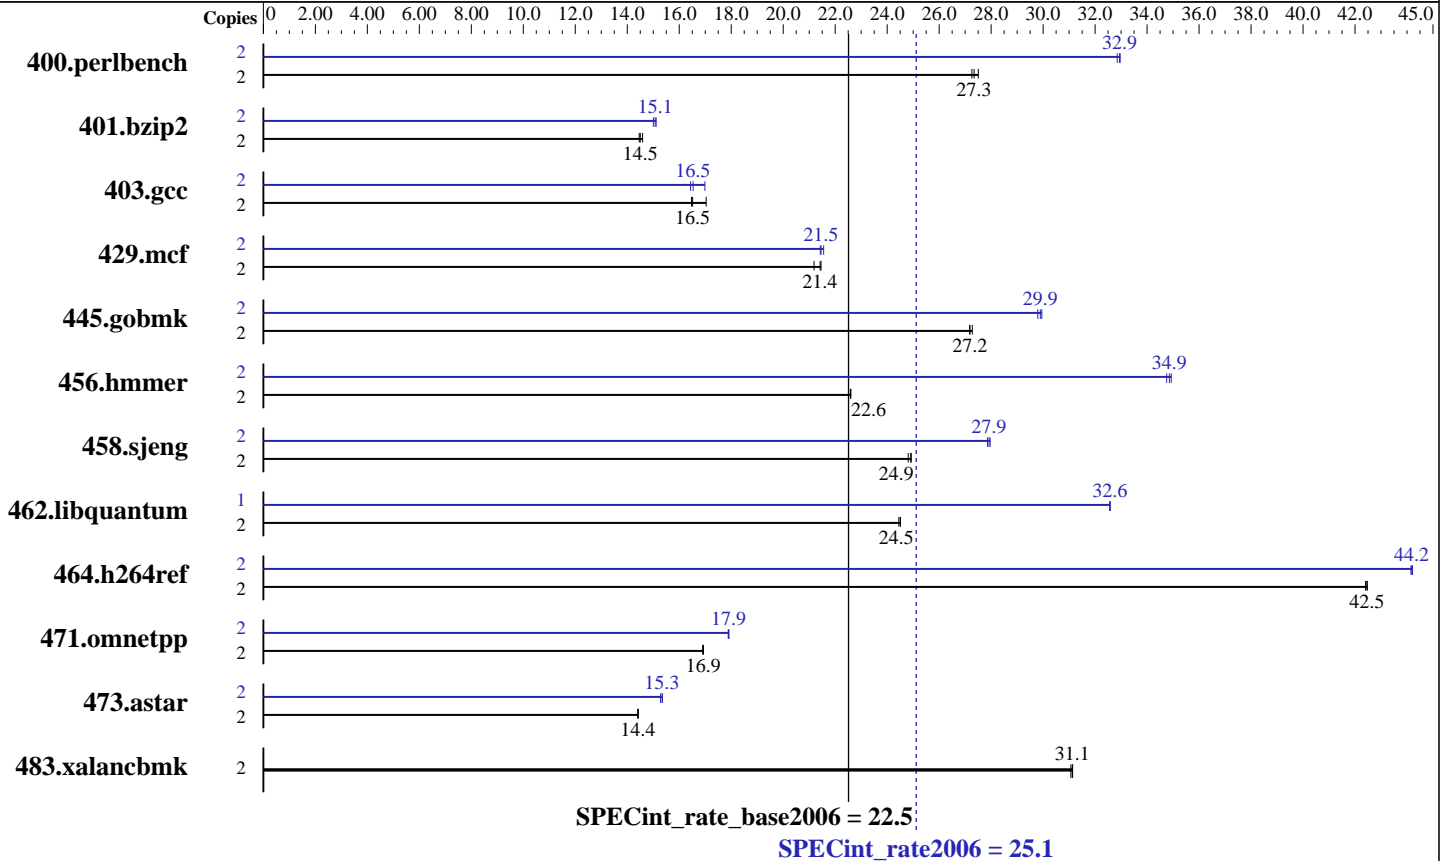 Copies 0 2.00 4.00 6.00 8.00 10.0 12.0 14.0 16.0 18.0 20.0 22.0 24.0 26.0 28.0 30.0 32.0 34.0 36.0 38.0 40.0 42.0 45.0
400.perlbench 2 32.9
2 27.3
401.bzip2 2 15.1
2 14.5
403.gcc 2 16.5
2 16.5
429.mcf 2 21.5
2 21.4
445.gobmk 2 29.9
2 27.2
456.hmmer 2 34.9
2 22.6
458.sjeng 2 27.9
2 24.9
462.libquantum 1 32.6
2 24.5
464.h264ref 2 44.2
2 42.5
471.omnetpp 2 17.9
2 16.9
473.astar 2 15.3
2 14.4
483.xalancbmk 2 31.1
SPECint_rate_base2006 = 22.5
SPECint_rate2006 = 25.1